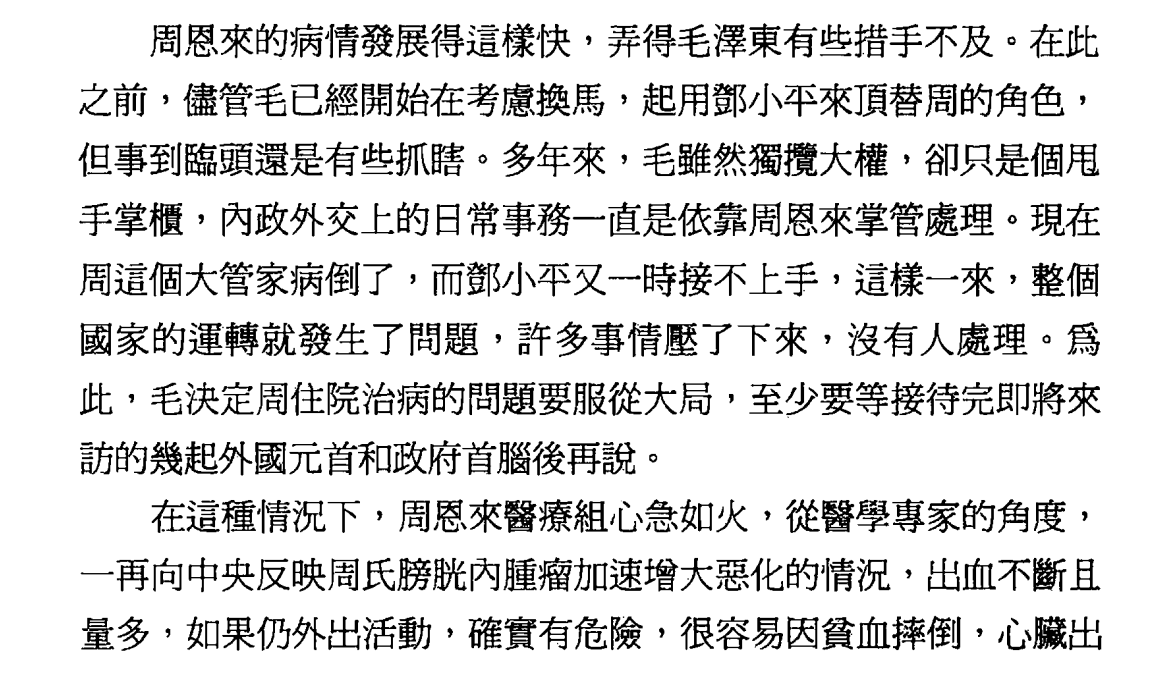 周恩來的病情發展得這樣快，弄得毛澤東有些措手不及。在此
之前，儘管毛已經開始在考慮換馬，起用鄧小平來頂替周的角色，
但事到臨頭還是有些抓瞎。多年來，毛雖然獨攬大權，卻只是個甩
手掌櫃，內政外交上的日常事務一直是依靠周恩來掌管處理。現在
周這個大管家病倒了，而鄧小平又一時接不上手，這樣一來，整個
國家的運轉就發生了問題，許多事情壓了下來，沒有人處理。爲
此，毛決定周住院治病的問題要服從大局，至少要等接待完即將來
訪的幾起外國元首和政府首腦後再說。
在這種情況下，周恩來醫療組心急如火，從醫學專家的角度，
一再向中央反映周氏膀胱內腫瘤加速增大惡化的情況，出血不斷且
量多，如果仍外出活動，確實有危險，很容易因貧血摔倒，心臟出